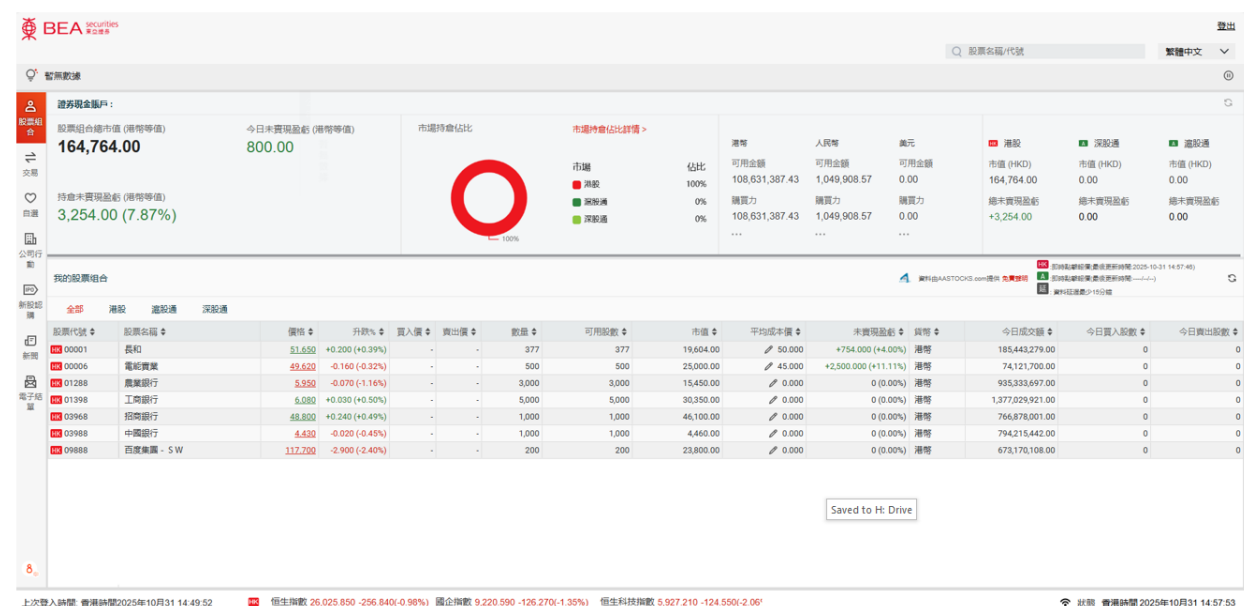 BEA securities 東亞證券
登出
股票名稱/代號
繁體中文
暫無數據
股票組合
交易
自選
公司行動
IPO
新股認購
新聞
電子結單
證券現金賬戶 :
股票組合總市值 (港幣等值)
164,764.00
今日未實現盈虧 (港幣等值)
800.00
持倉未實現盈虧 (港幣等值)
3,254.00 (7.87%)
市場持倉佔比
100%
市場持倉佔比詳情 >
市場 佔比
港股 100%
滬股通 0%
深股通 0%
港幣 人民幣 美元
可用金額 可用金額 可用金額
108,631,387.43 1,049,908.57 0.00
購買力 購買力 購買力
108,631,387.43 1,049,908.57 0.00
... ... ...
HK 港股 A 深股通 A 滬股通
市值 (HKD) 市值 (HKD) 市值 (HKD)
164,764.00 0.00 0.00
總未實現盈虧 總未實現盈虧 總未實現盈虧
+3,254.00 0.00 0.00
我的股票組合
資料由AASTOCKS.com提供 免責聲明
HK :即時點擊報價(最後更新時間:2025-10-31 14:57:46)
A :即時點擊報價(最後更新時間:----/--/--)
延 : 資料延遲最少15分鐘
全部 港股 滬股通 深股通
股票代號 股票名稱 價格 升跌% 買入價 賣出價 數量 可用股數 市值 平均成本價 未實現盈虧 貨幣 今日成交額 今日買入股數 今日賣出股數
HK 00001 長和 51.650 +0.200 (+0.39%) - - 377 377 19,604.00 50.000 +754.000 (+4.00%) 港幣 185,443,279.00 0 0
HK 00006 電能實業 49.620 -0.160 (-0.32%) - - 500 500 25,000.00 45.000 +2,500.000 (+11.11%) 港幣 74,121,700.00 0 0
HK 01288 農業銀行 5.950 -0.070 (-1.16%) - - 3,000 3,000 15,450.00 0.000 0 (0.00%) 港幣 935,333,697.00 0 0
HK 01398 工商銀行 6.080 +0.030 (+0.50%) - - 5,000 5,000 30,350.00 0.000 0 (0.00%) 港幣 1,377,029,921.00 0 0
HK 03968 招商銀行 48.800 +0.240 (+0.49%) - - 1,000 1,000 46,100.00 0.000 0 (0.00%) 港幣 766,878,001.00 0 0
HK 03988 中國銀行 4.430 -0.020 (-0.45%) - - 1,000 1,000 4,460.00 0.000 0 (0.00%) 港幣 794,215,442.00 0 0
HK 09888 百度集團 - S W 117.700 -2.900 (-2.40%) - - 200 200 23,800.00 0.000 0 (0.00%) 港幣 673,170,108.00 0 0
Saved to H: Drive
上次登入時間: 香港時間2025年10月31 14:49:52 HK 恒生指數 26,025.850 -256.840(-0.98%) 國企指數 9,220.590 -126.270(-1.35%) 恒生科技指數 5,927.210 -124.550(-2.06 狀態 香港時間 2025年10月31 14:57:53